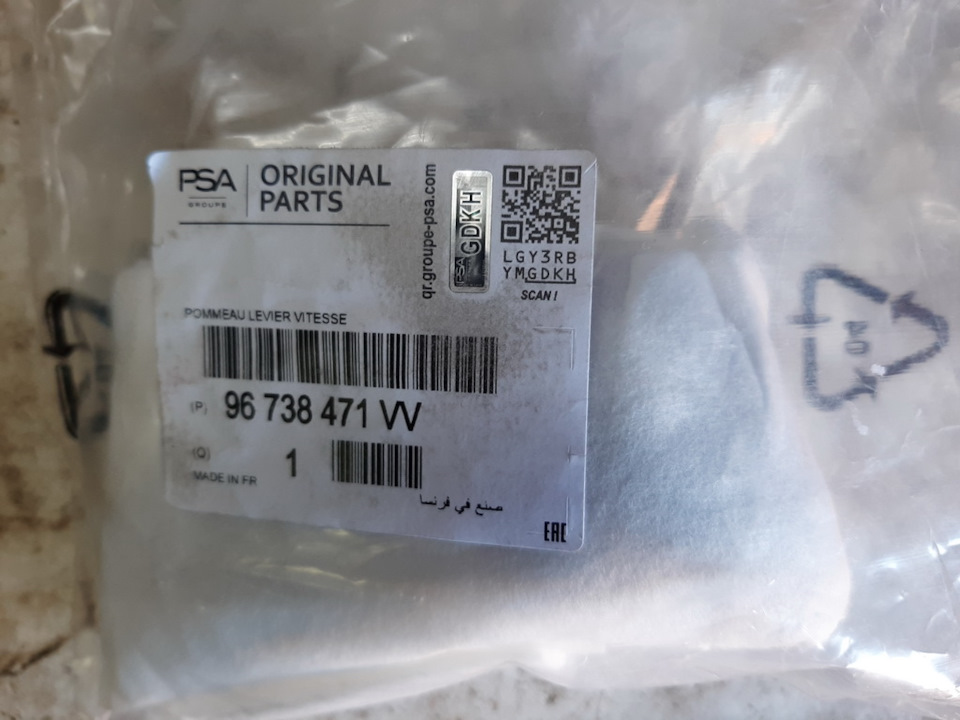 PSA
GROUPE
ORIGINAL
PARTS
qr.groupe-psa.com
PSA
GDKH
LGY3RB
YMGDKH
SCAN!
POMMEAU LEVIER VITESSE
(P) 96 738 471 VV
(Q) 1
MADE IN FR
صنع في فرنسا
EAC
04